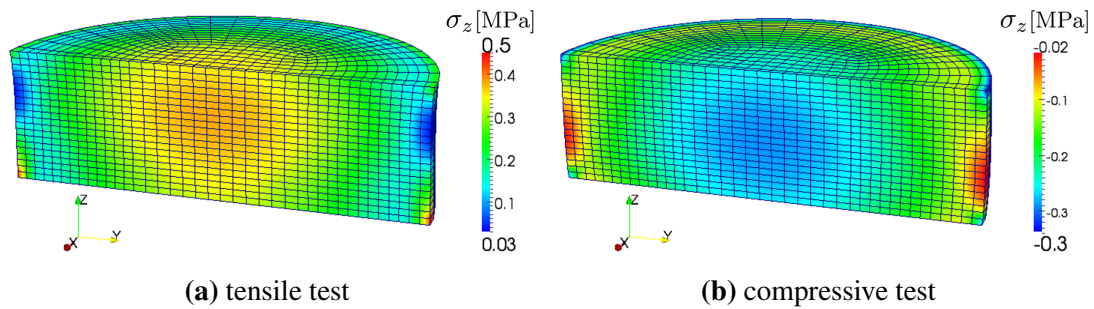 σz[MPa]
0.5
0.4
0.3
0.2
0.1
0.03
Z
X
Y
(a) tensile test
σz[MPa]
-0.02
-0.1
-0.2
-0.3
-0.3
Z
X
Y
(b) compressive test